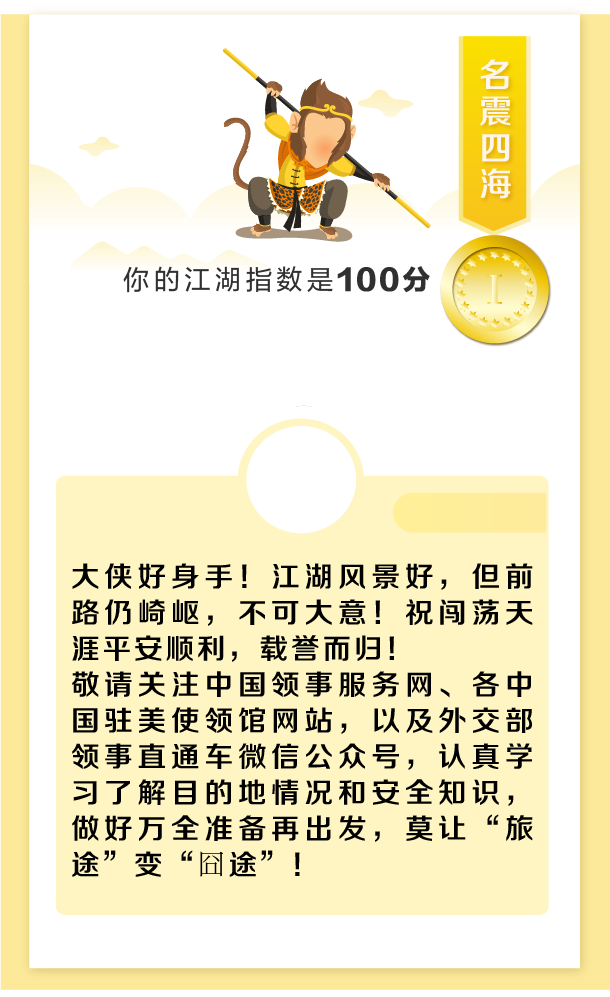 名震四海
你的江湖指数是100分
I
大侠好身手！江湖风景好，但前
路仍崎岖，不可大意！祝闯荡天
涯平安顺利，载誉而归！
敬请关注中国领事服务网、各中
国驻美使领馆网站，以及外交部
领事直通车微信公众号，认真学
习了解目的地情况和安全知识，
做好万全准备再出发，莫让“旅
途”变“囧途”！